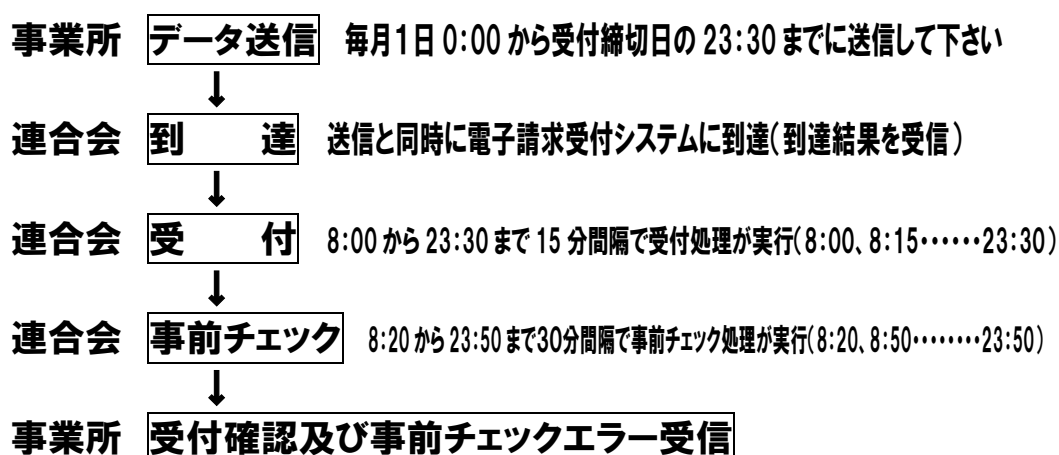 事業所 データ送信 毎月1日 0:00 から受付締切日の 23:30 までに送信して下さい
↓
連合会 到 達 送信と同時に電子請求受付システムに到達(到達結果を受信)
↓
連合会 受 付 8:00 から 23:30 まで 15 分間隔で受付処理が実行(8:00、8:15……23:30)
↓
連合会 事前チェック 8:20 から 23:50 まで30分間隔で事前チェック処理が実行(8:20、8:50………23:50)
↓
事業所 受付確認及び事前チェックエラー受信